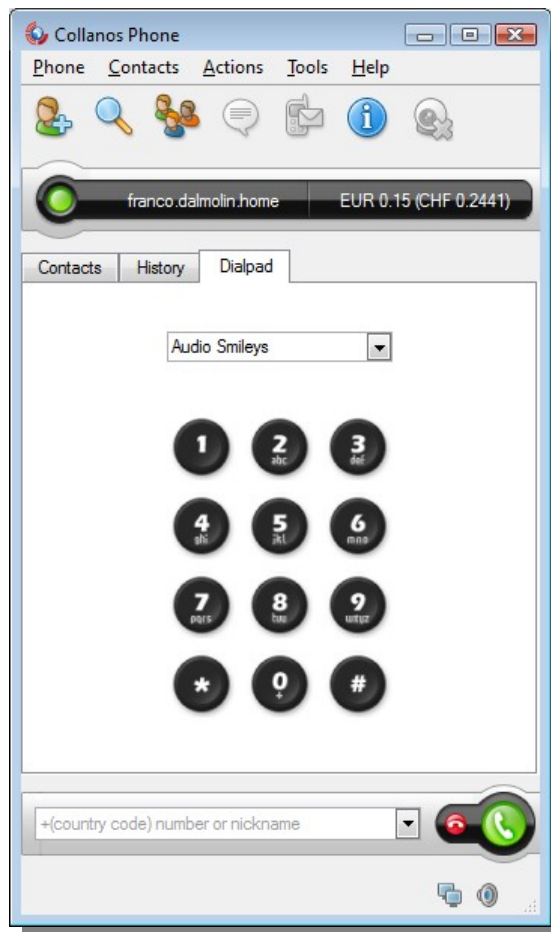 Collanos Phone
Phone Contacts Actions Tools Help
franco.dalmolin.home EUR 0.15 (CHF 0.2441)
Contacts History Dialpad
Audio Smileys
1 2 3
abc def
4 5 6
ghi jkl mno
7 8 9
pqrs tuv wxyz
* 0 #
+
+(country code) number or nickname